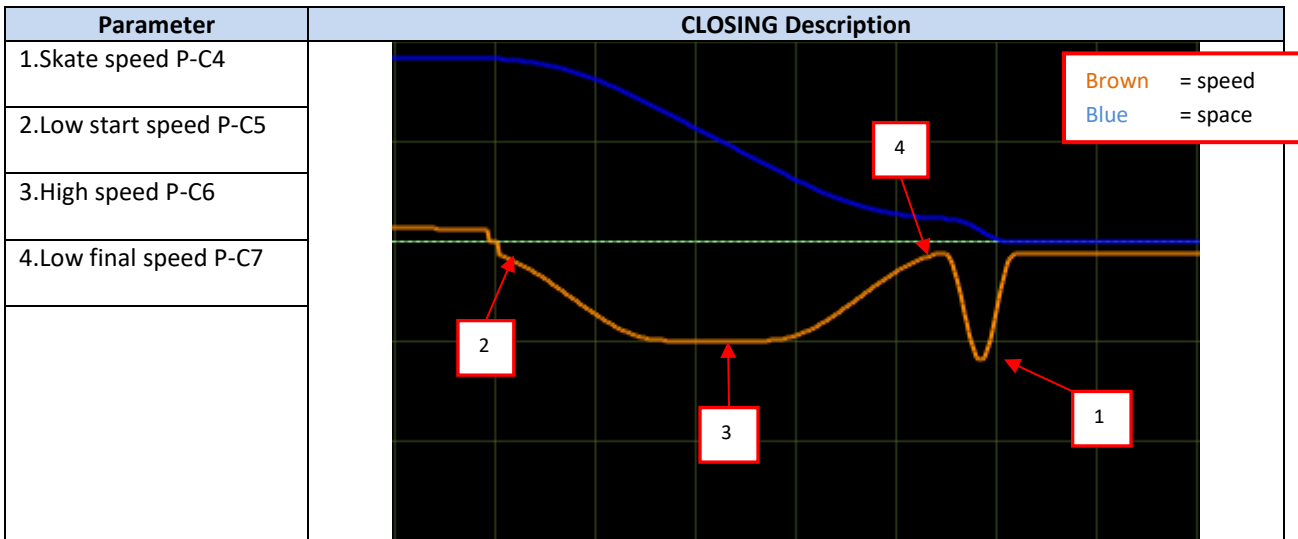 Parameter
CLOSING Description
1.Skate speed P-C4
2.Low start speed P-C5
3.High speed P-C6
4.Low final speed P-C7
Brown = speed
Blue = space
4
2
3
1